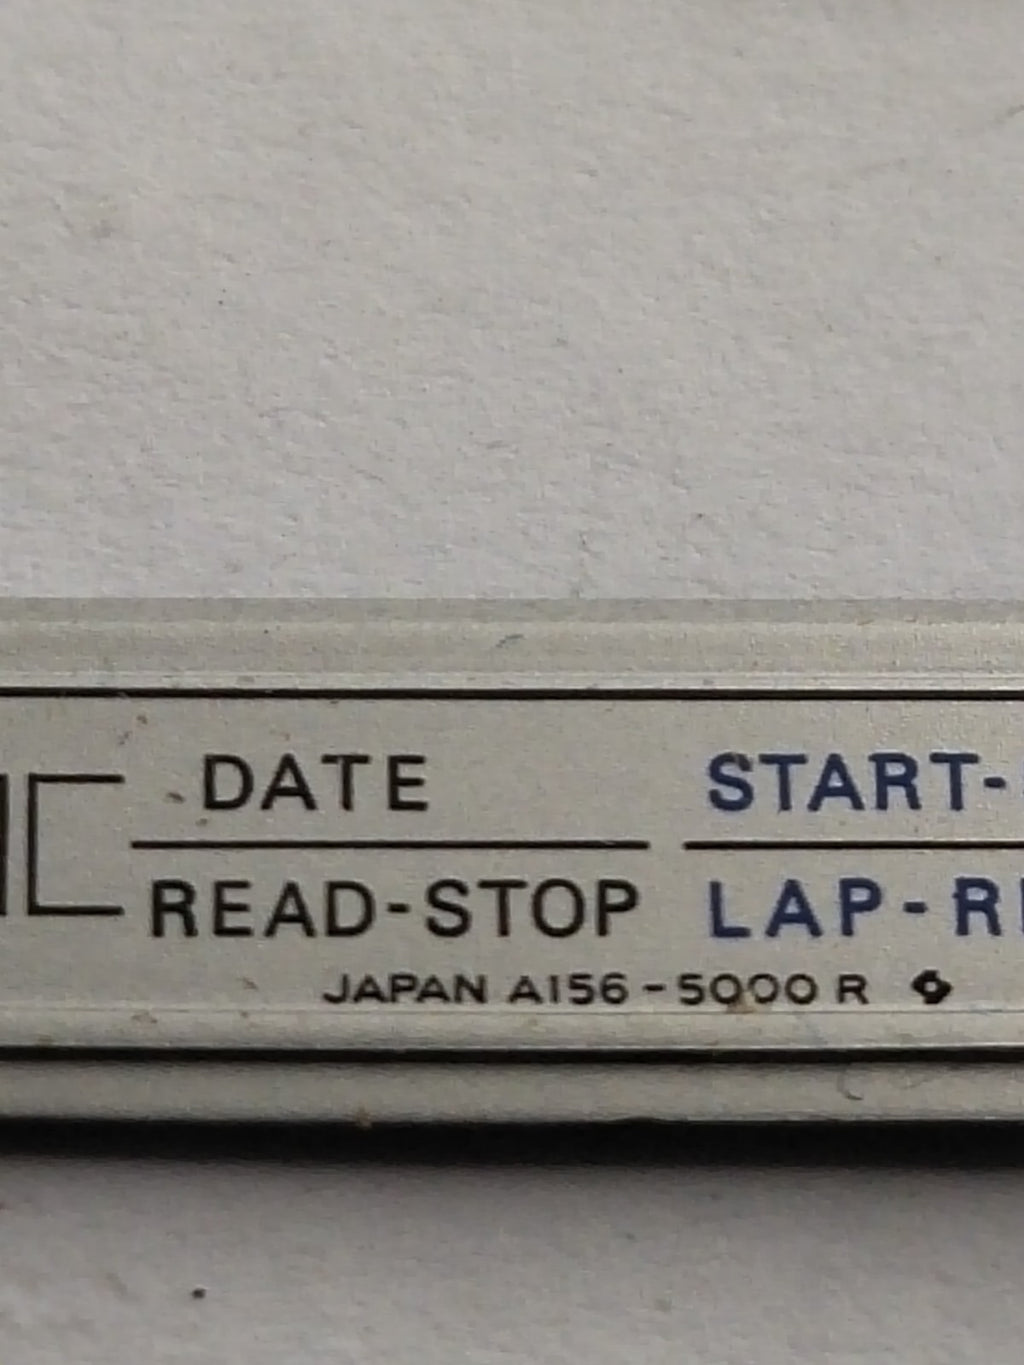 DATE START-
READ-STOP LAP-R
JAPAN A156-5000 R